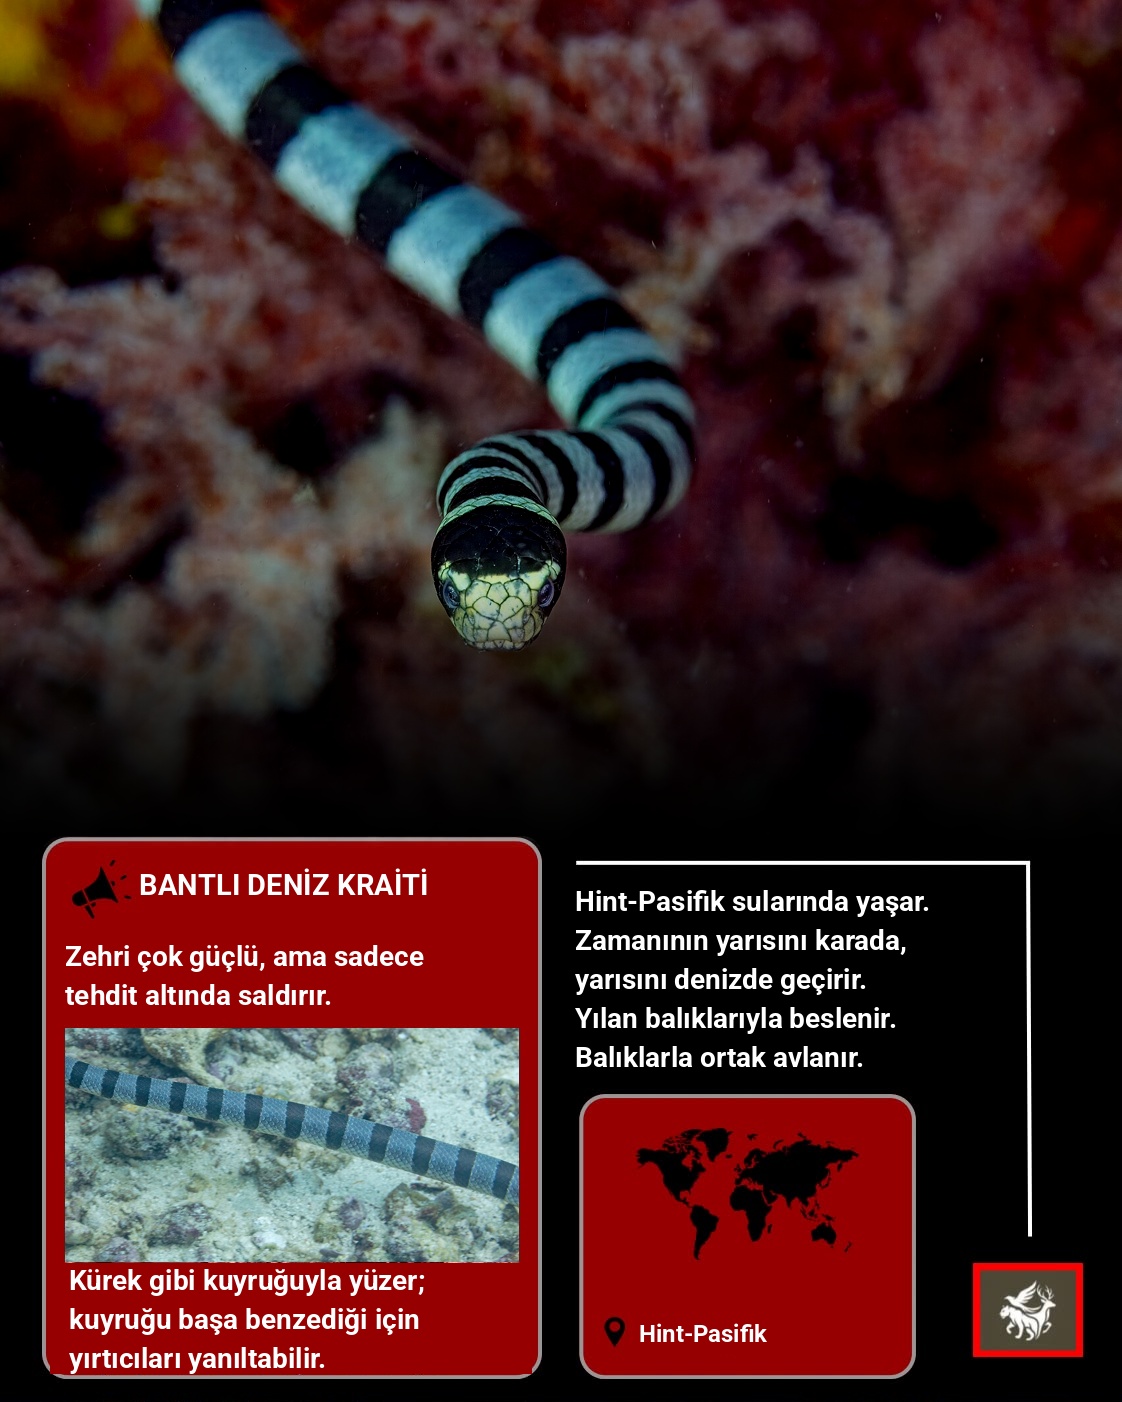 BANTLI DENİZ KRAİTİ
Zehri çok güçlü, ama sadece
tehdit altında saldırır.
Kürek gibi kuyruğuyla yüzer;
kuyruğu başa benzediği için
yırtıcıları yanıltabilir.
Hint-Pasifik sularında yaşar.
Zamanının yarısını karada,
yarısını denizde geçirir.
Yılan balıklarıyla beslenir.
Balıklarla ortak avlanır.
Hint-Pasifik